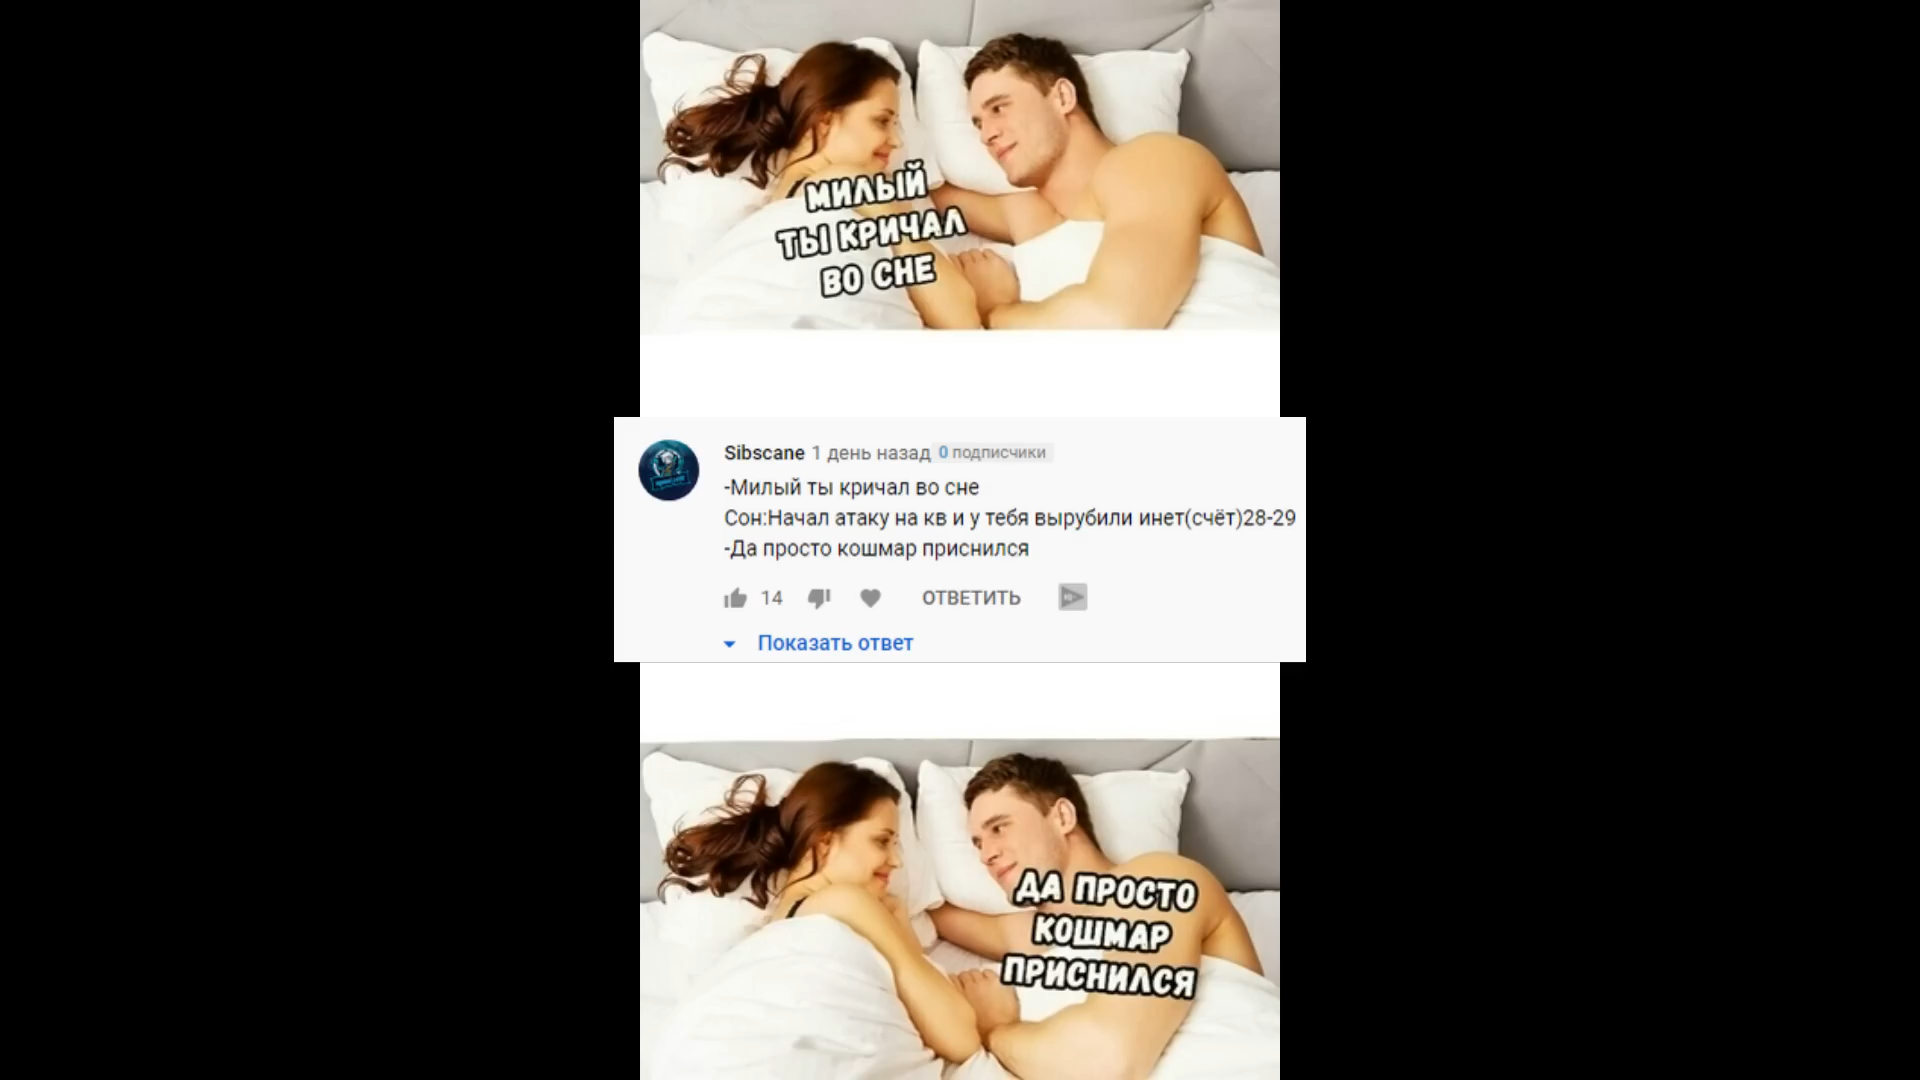 МИЛЫЙ
ТЫ КРИЧАЛ
ВО СНЕ
Sibscane 1 день назад 0 подписчики
-Милый ты кричал во сне
Сон:Начал атаку на кв и у тебя вырубили инет(счёт)28-29
-Да просто кошмар приснился
14 ОТВЕТИТЬ
Показать ответ
ДА ПРОСТО
КОШМАР
ПРИСНИЛСЯ